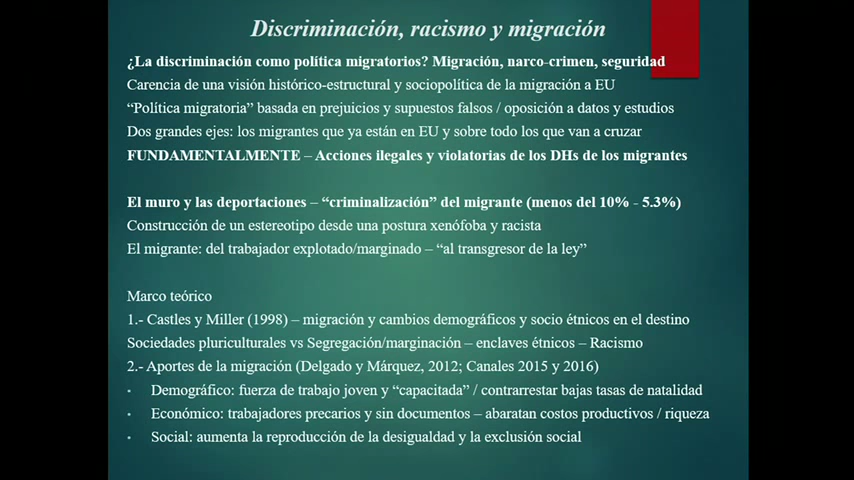 Discriminación, racismo y migración
¿La discriminación como política migratorios? Migración, narco-crimen, seguridad
Carencia de una visión histórico-estructural y sociopolítica de la migración a EU
“Política migratoria” basada en prejuicios y supuestos falsos / oposición a datos y estudios
Dos grandes ejes: los migrantes que ya están en EU y sobre todo los que van a cruzar
FUNDAMENTALMENTE – Acciones ilegales y violatorias de los DHs de los migrantes
El muro y las deportaciones – “criminalización” del migrante (menos del 10% - 5.3%)
Construcción de un estereotipo desde una postura xenófoba y racista
El migrante: del trabajador explotado/marginado – “al transgresor de la ley”
Marco teórico
1.- Castles y Miller (1998) – migración y cambios demográficos y socio étnicos en el destino
Sociedades pluriculturales vs Segregación/marginación – enclaves étnicos – Racismo
2.- Aportes de la migración (Delgado y Márquez, 2012; Canales 2015 y 2016)
• Demográfico: fuerza de trabajo joven y “capacitada” / contrarrestar bajas tasas de natalidad
• Económico: trabajadores precarios y sin documentos – abaratan costos productivos / riqueza
• Social: aumenta la reproducción de la desigualdad y la exclusión social